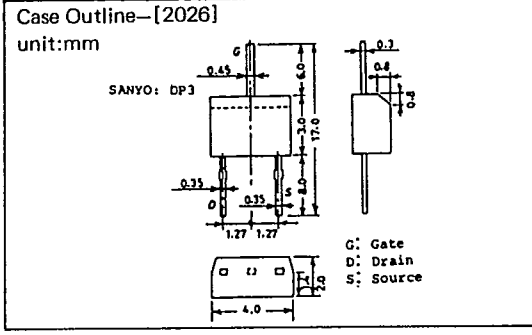 Case Outline—[2026]
unit:mm
G
0.45
SANYO: DP3
6.0
3.0
17.0
8.0
0.35
D
0.35
S
1.27 1.27
0.3
0.8
0.8
G: Gate
D: Drain
S: Source
1.4
2.0
4.0